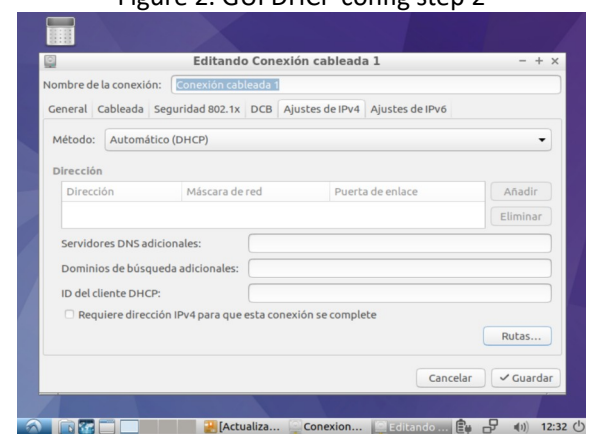 Figure 2: GUI DHCP config step 2
Editando Conexión cableada 1
Nombre de la conexión: Conexión cableada 1
General Cableada Seguridad 802.1x DCB Ajustes de IPv4 Ajustes de IPv6
Método: Automático (DHCP)
Dirección
Dirección Máscara de red Puerta de enlace Añadir
Eliminar
Servidores DNS adicionales:
Dominios de búsqueda adicionales:
ID del cliente DHCP:
Requiere dirección IPv4 para que esta conexión se complete
Rutas...
Cancelar Guardar
[Actualiza... Conexion... Editando ... 12:32